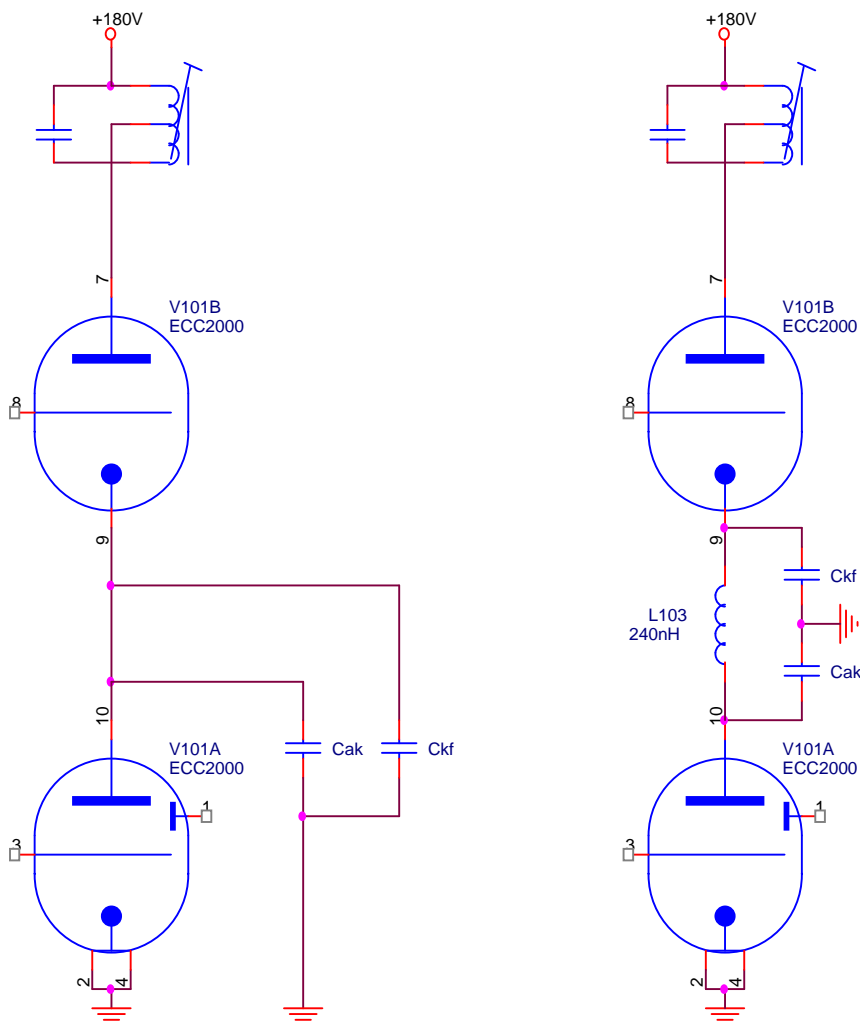 +180V
+180V
7
7
V101B
ECC2000
V101B
ECC2000
8
8
9
9
Ckf
L103
240nH
Cak
10
10
V101A
ECC2000
V101A
ECC2000
Cak
Ckf
1
1
3
3
2
4
2
4